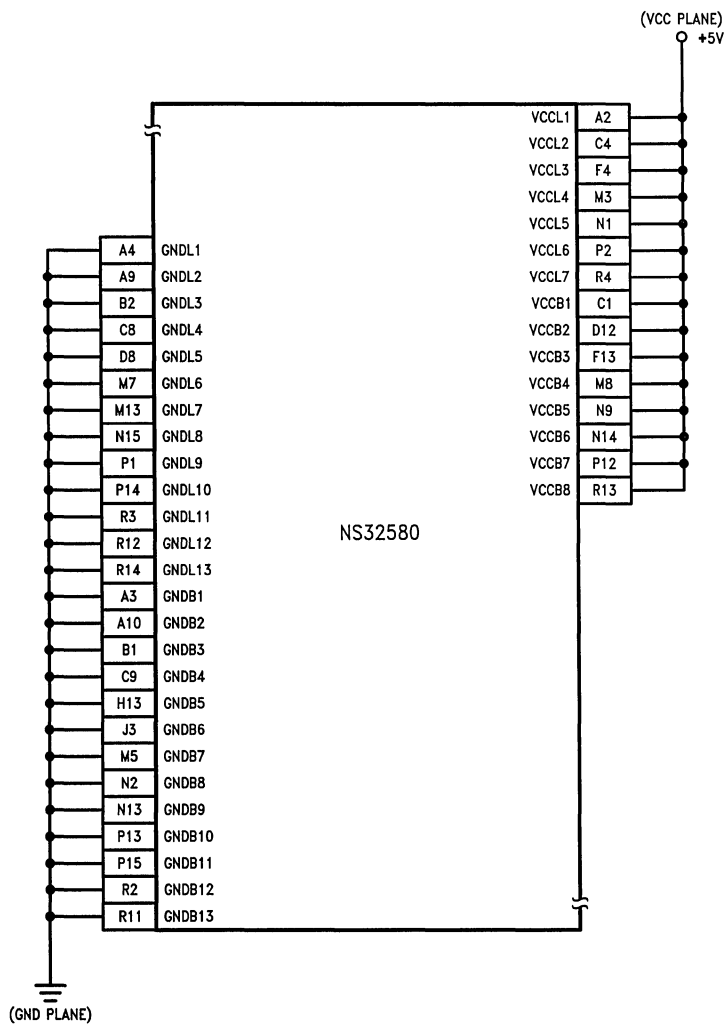 (VCC PLANE)
+5V
VCCL1 A2
VCCL2 C4
VCCL3 F4
VCCL4 M3
VCCL5 N1
A4 GNDL1 VCCL6 P2
A9 GNDL2 VCCL7 R4
B2 GNDL3 VCCB1 C1
C8 GNDL4 VCCB2 D12
D8 GNDL5 VCCB3 F13
M7 GNDL6 VCCB4 M8
M13 GNDL7 VCCB5 N9
N15 GNDL8 VCCB6 N14
P1 GNDL9 VCCB7 P12
P14 GNDL10 VCCB8 R13
R3 GNDL11
NS32580
R12 GNDL12
R14 GNDL13
A3 GNDB1
A10 GNDB2
B1 GNDB3
C9 GNDB4
H13 GNDB5
J3 GNDB6
M5 GNDB7
N2 GNDB8
N13 GNDB9
P13 GNDB10
P15 GNDB11
R2 GNDB12
R11 GNDB13
(GND PLANE)